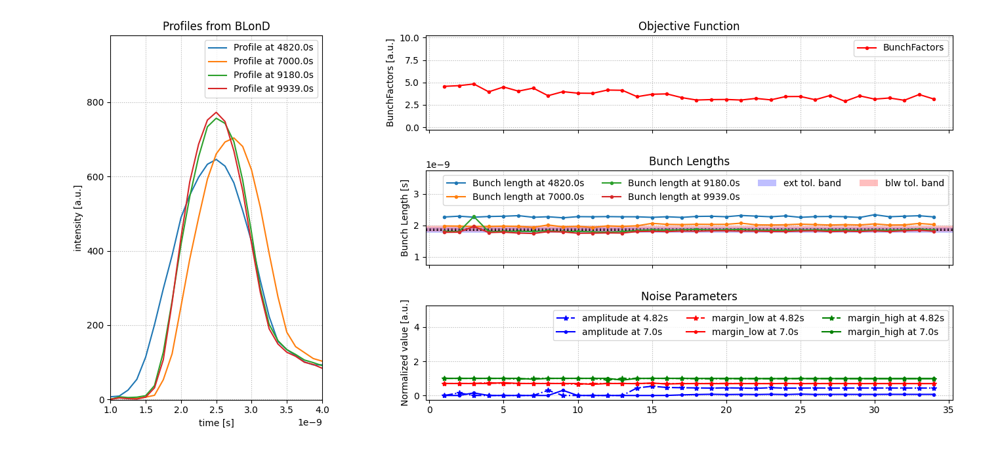 Profiles from BLonD
intensity [a.u.]
800
600
400
200
0
Profile at 4820.0s
Profile at 7000.0s
Profile at 9180.0s
Profile at 9939.0s
1.0 1.5 2.0 2.5 3.0 3.5 4.0
time [s]
1e−9
Objective Function
BunchFactors [a.u.]
10.0
7.5
5.0
2.5
0.0
BunchFactors
Bunch Lengths
1e−9
Bunch Length [s]
3
2
1
Bunch length at 4820.0s
Bunch length at 7000.0s
Bunch length at 9180.0s
Bunch length at 9939.0s
ext tol. band
blw tol. band
Noise Parameters
Normalized value [a.u.]
4
2
0
amplitude at 4.82s
amplitude at 7.0s
margin_low at 4.82s
margin_low at 7.0s
margin_high at 4.82s
margin_high at 7.0s
0 5 10 15 20 25 30 35